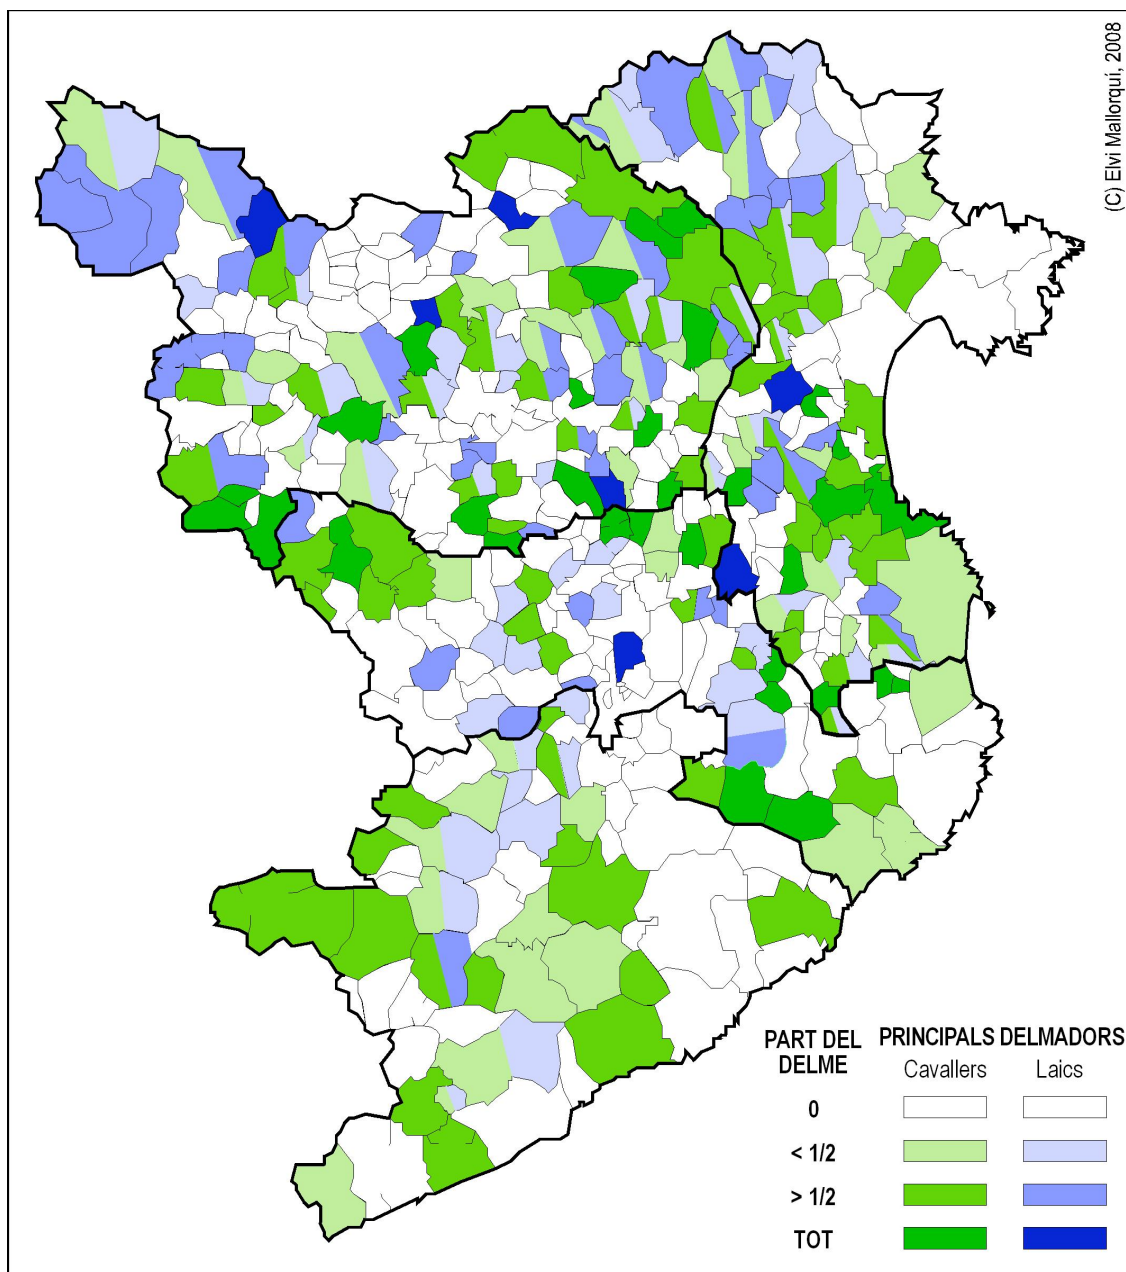 (C) Elvi Mallorquí, 2008
PART DEL DELME
PRINCIPALS DELMADORS
Cavallers
Laics
0
< 1/2
> 1/2
TOT